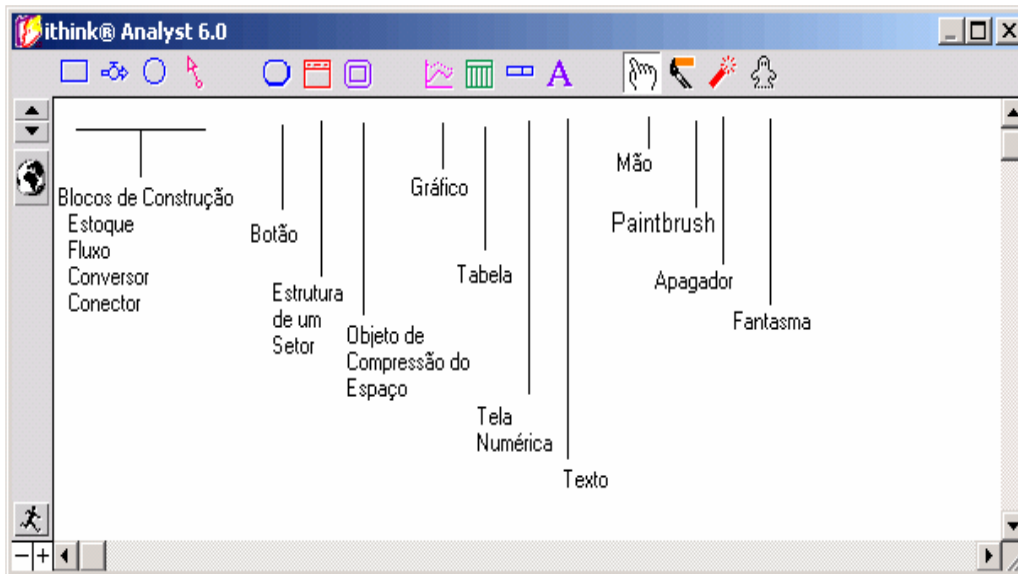 ithink® Analyst 6.0
A
Blocos de Construção
Estoque
Fluxo
Conversor
Conector
Botão
Estrutura
de um
Setor
Objeto de
Compressão do
Espaço
Gráfico
Tabela
Tela
Numérica
Texto
Mão
Paintbrush
Apagador
Fantasma